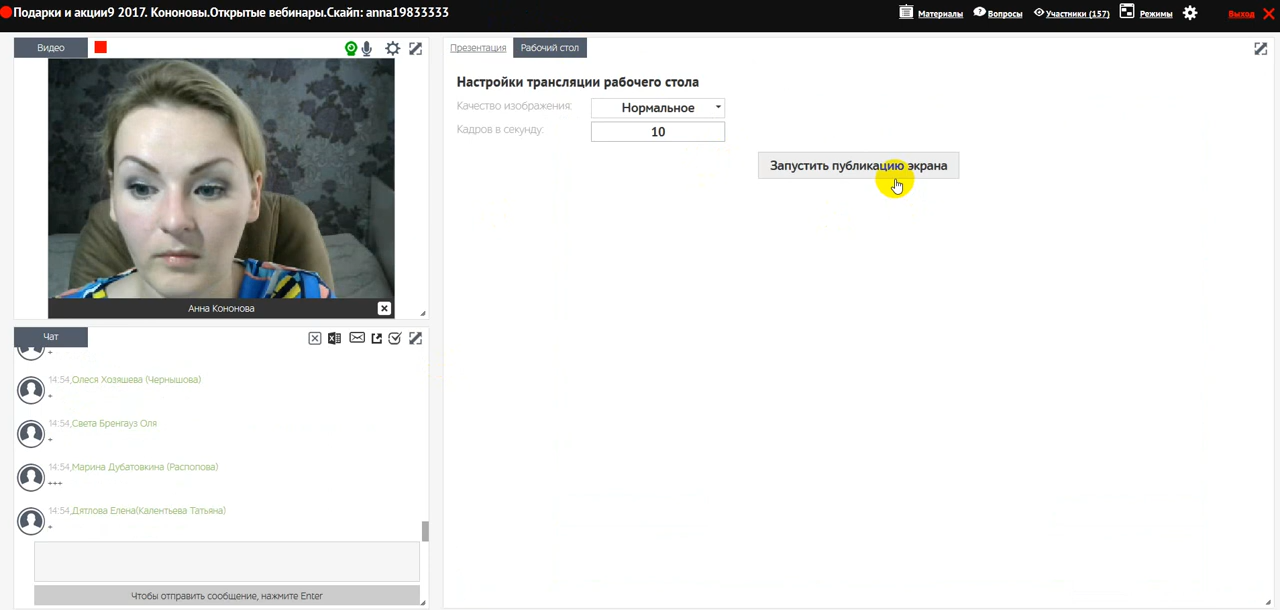 Подарки и акции9 2017. Кононовы.Открытые вебинары.Скайп: anna19833333
Материалы
Вопросы
Участники (157)
Режимы
Выход
Видео
Анна Кононова
Чат
+
14:54,Олеся Хозяшева (Чернышова)
+
14:54,Света Бренгауз Оля
+
14:54,Марина Дубатовкина (Распопова)
+++
14:54,Дятлова Елена(Калентьева Татьяна)
+
Чтобы отправить сообщение, нажмите Enter
Презентация
Рабочий стол
Настройки трансляции рабочего стола
Качество изображения: Нормальное
Кадров в секунду: 10
Запустить публикацию экрана